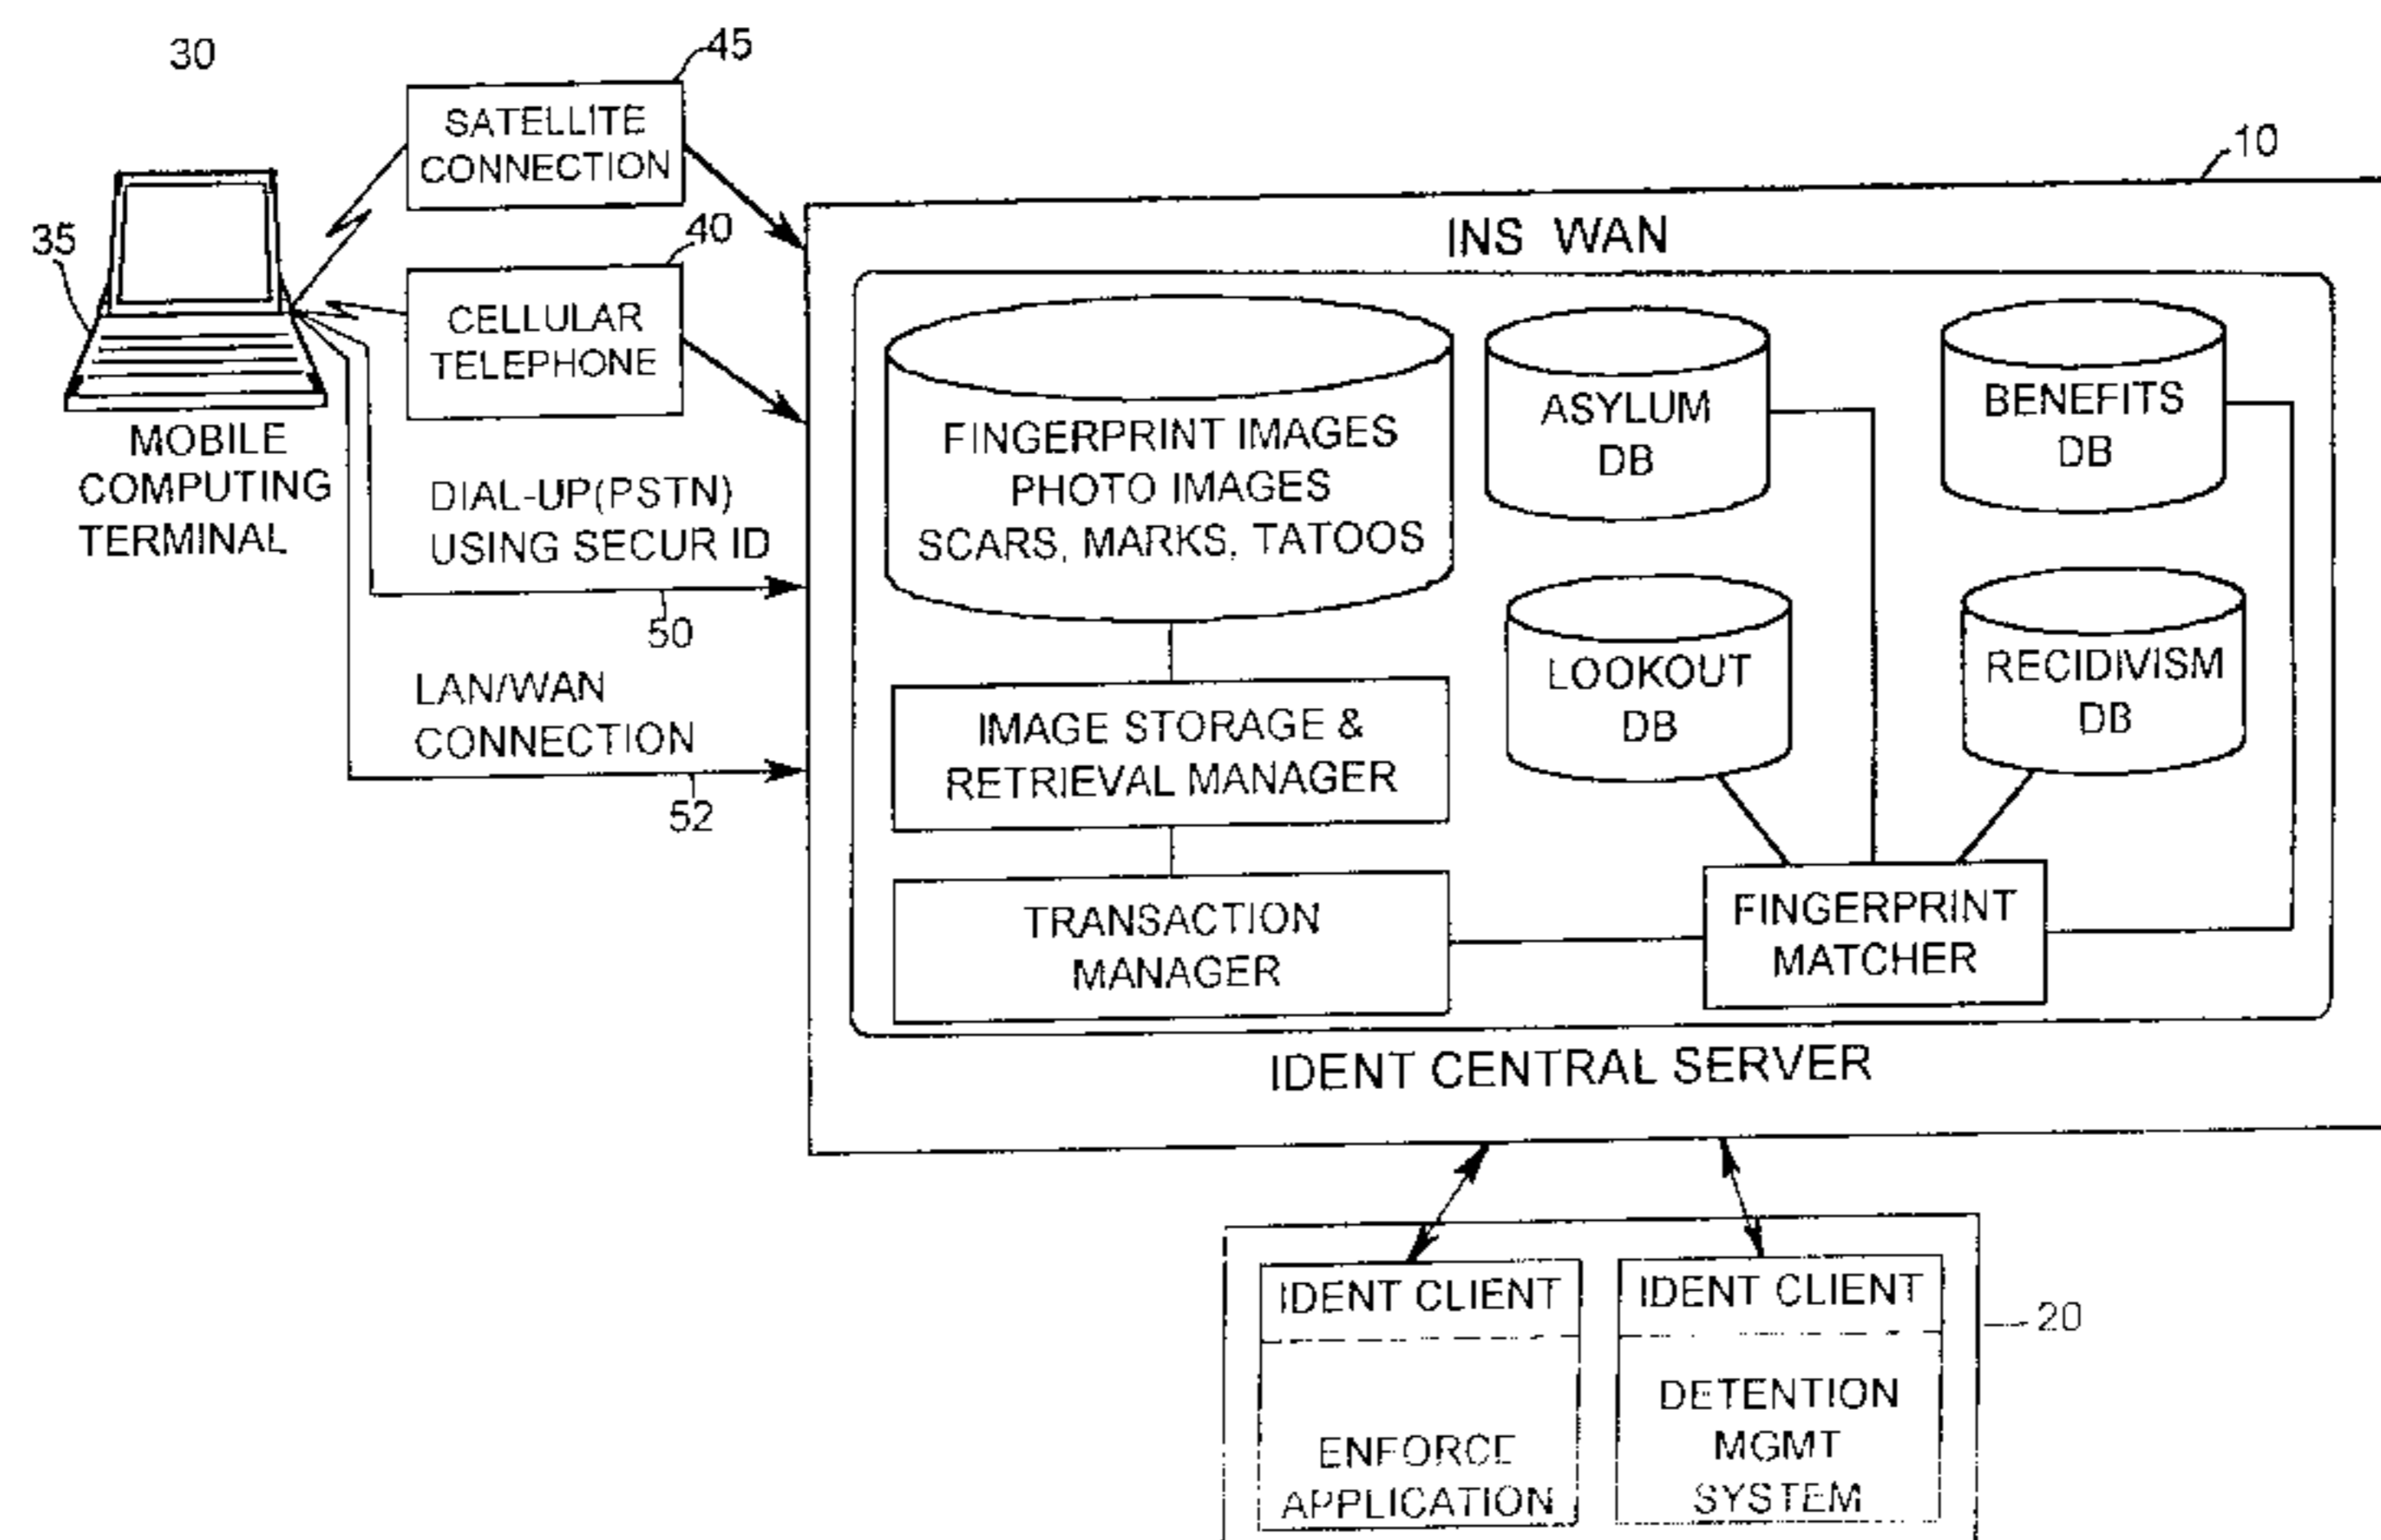 30
45
SATELLITE
CONNECTION
10
INS WAN
35
40
CELLULAR
TELEPHONE
MOBILE
COMPUTING
TERMINAL
DIAL-UP(PSTN)
USING SECUR ID
50
LAN/WAN
CONNECTION
52
FINGERPRINT IMAGES
PHOTO IMAGES
SCARS, MARKS, TATOOS
ASYLUM
DB
BENEFITS
DB
LOOKOUT
DB
RECIDIVISM
DB
IMAGE STORAGE &
RETRIEVAL MANAGER
TRANSACTION
MANAGER
FINGERPRINT
MATCHER
IDENT CENTRAL SERVER
IDENT CLIENT
ENFORCE
APPLICATION
IDENT CLIENT
DETENTION
MGMT
SYSTEM
20